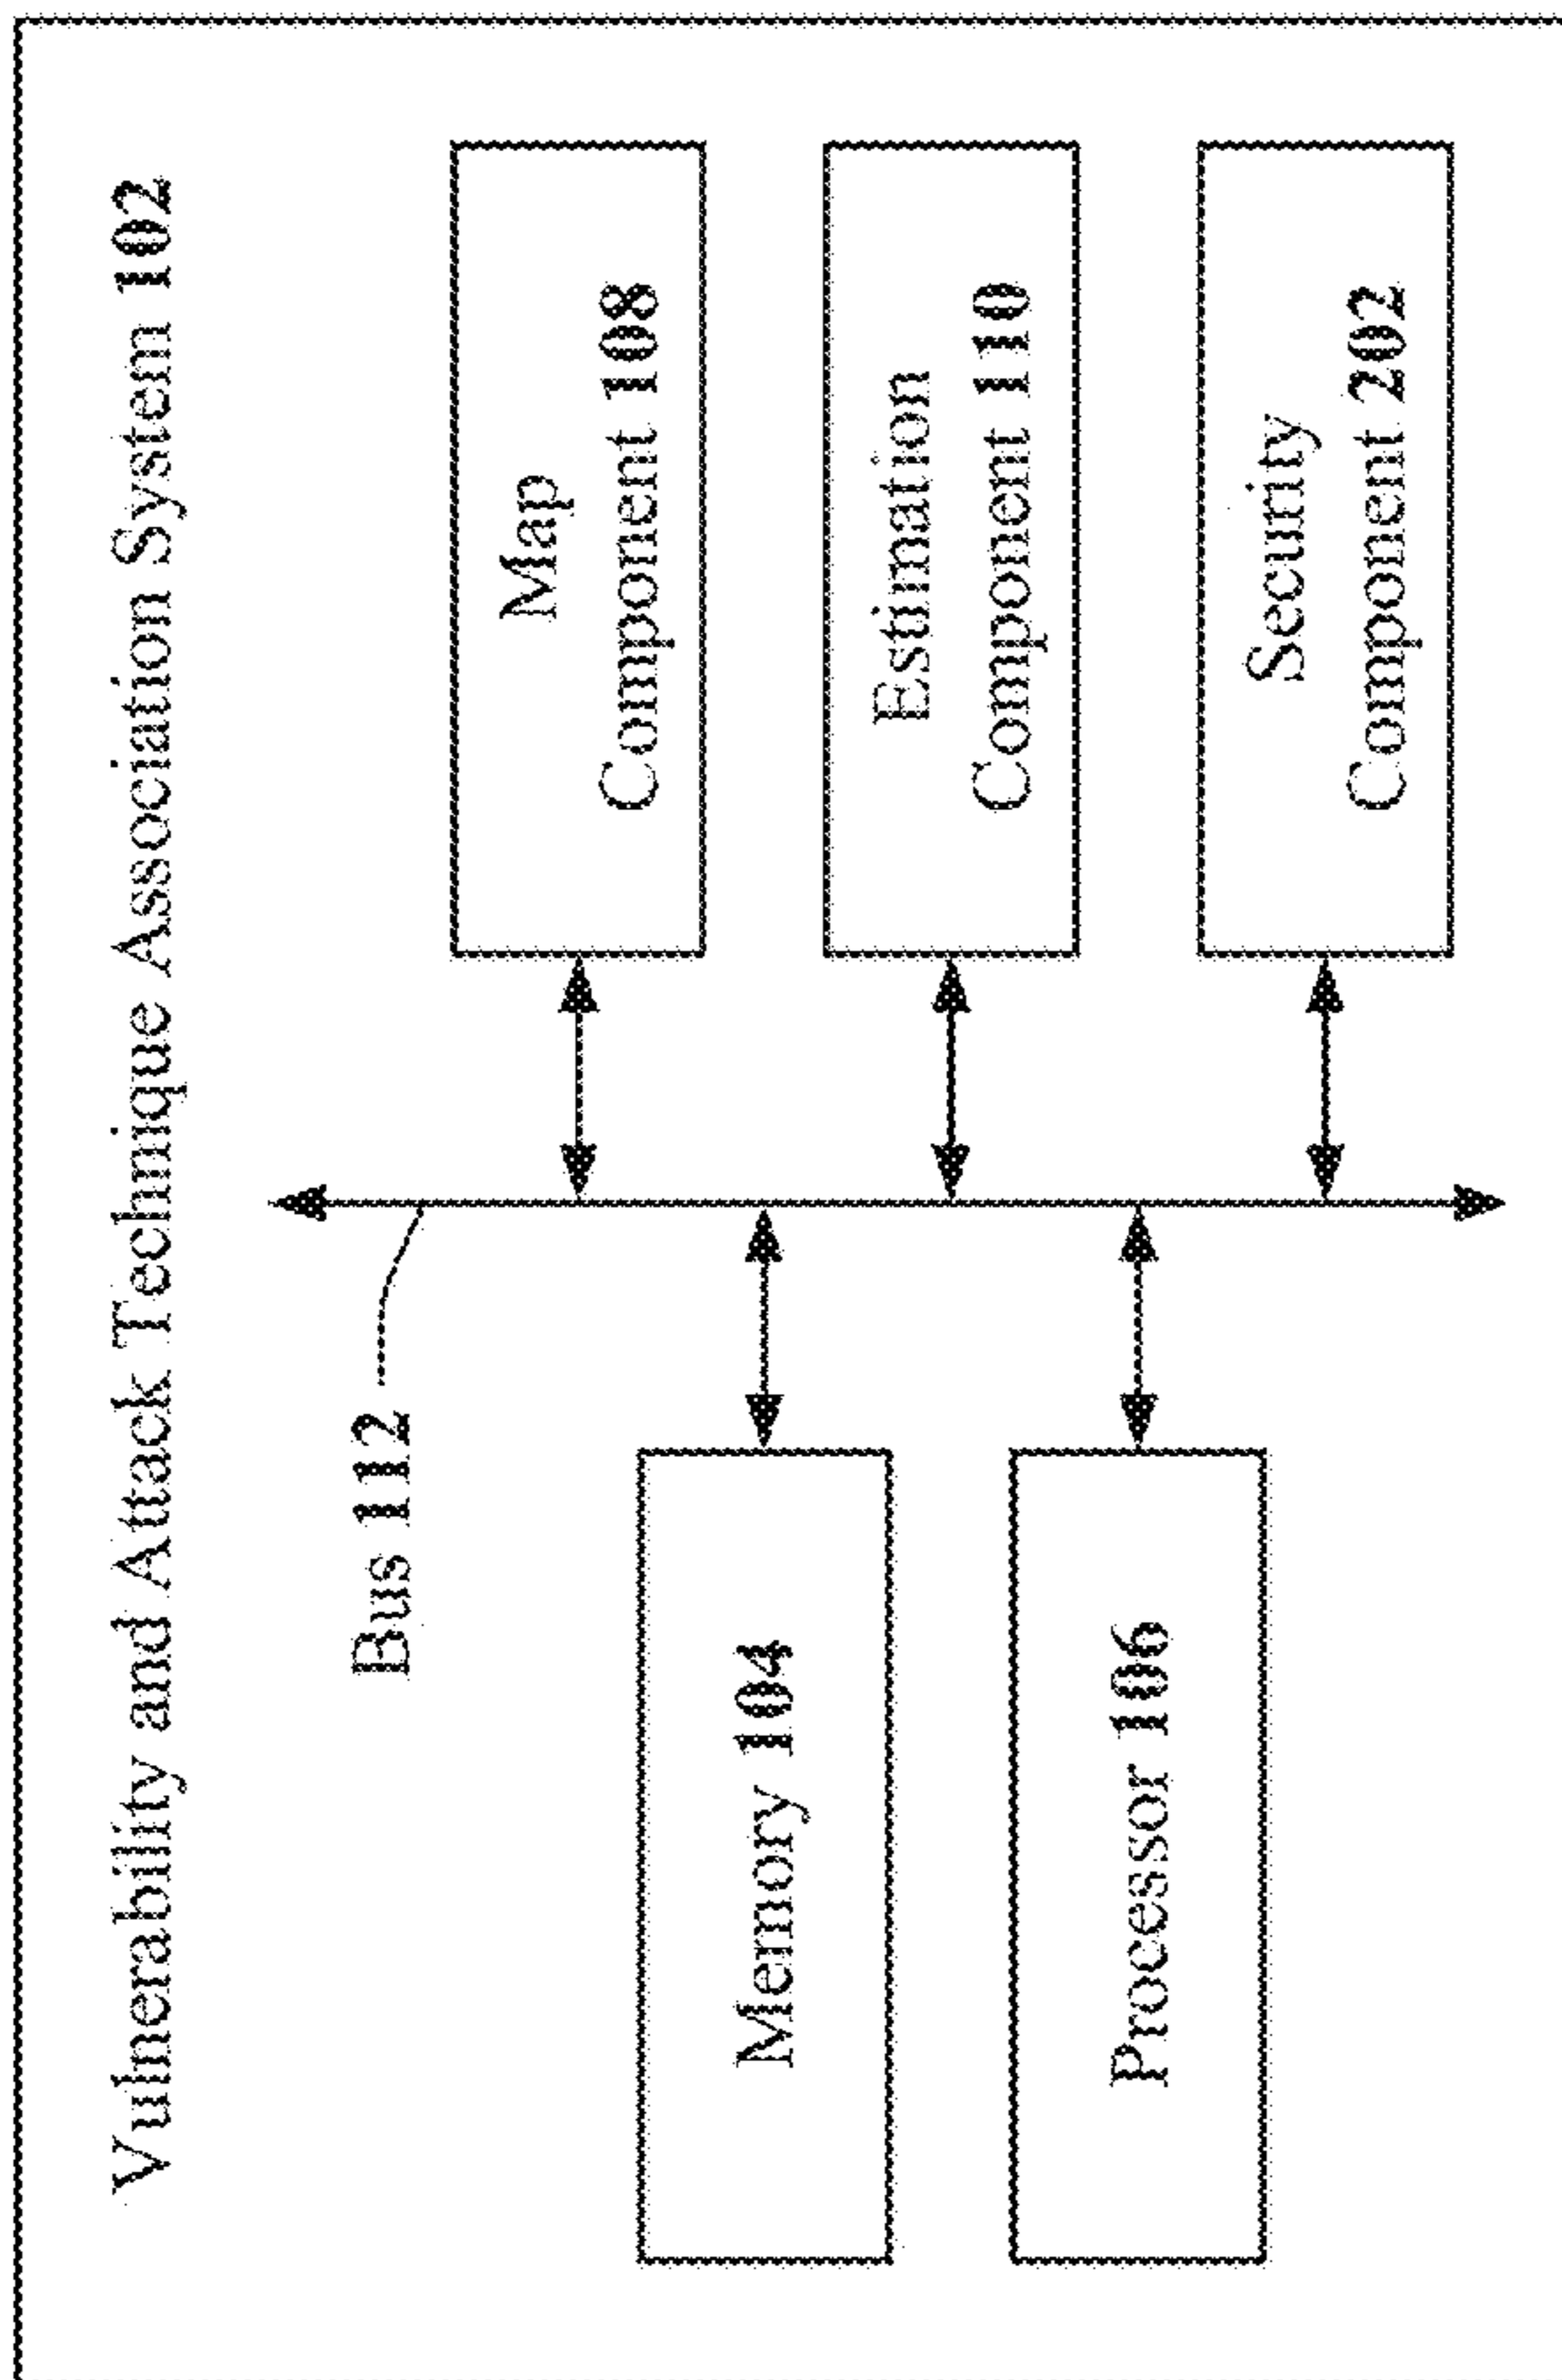 Vulnerability and Attack Technique Association System 102
Bus 112
Memory 104
Processor 106
Map
Component 108
Estimation
Component 110
Security
Component 202